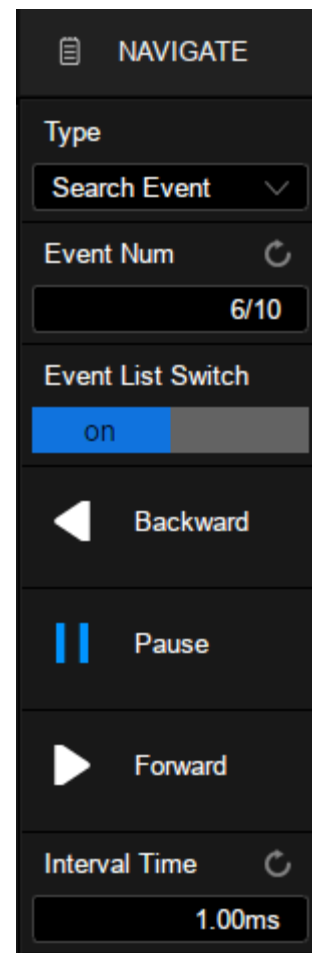 NAVIGATE
Type
Search Event
Event Num
6/10
Event List Switch
on
Backward
Pause
Forward
Interval Time
1.00ms